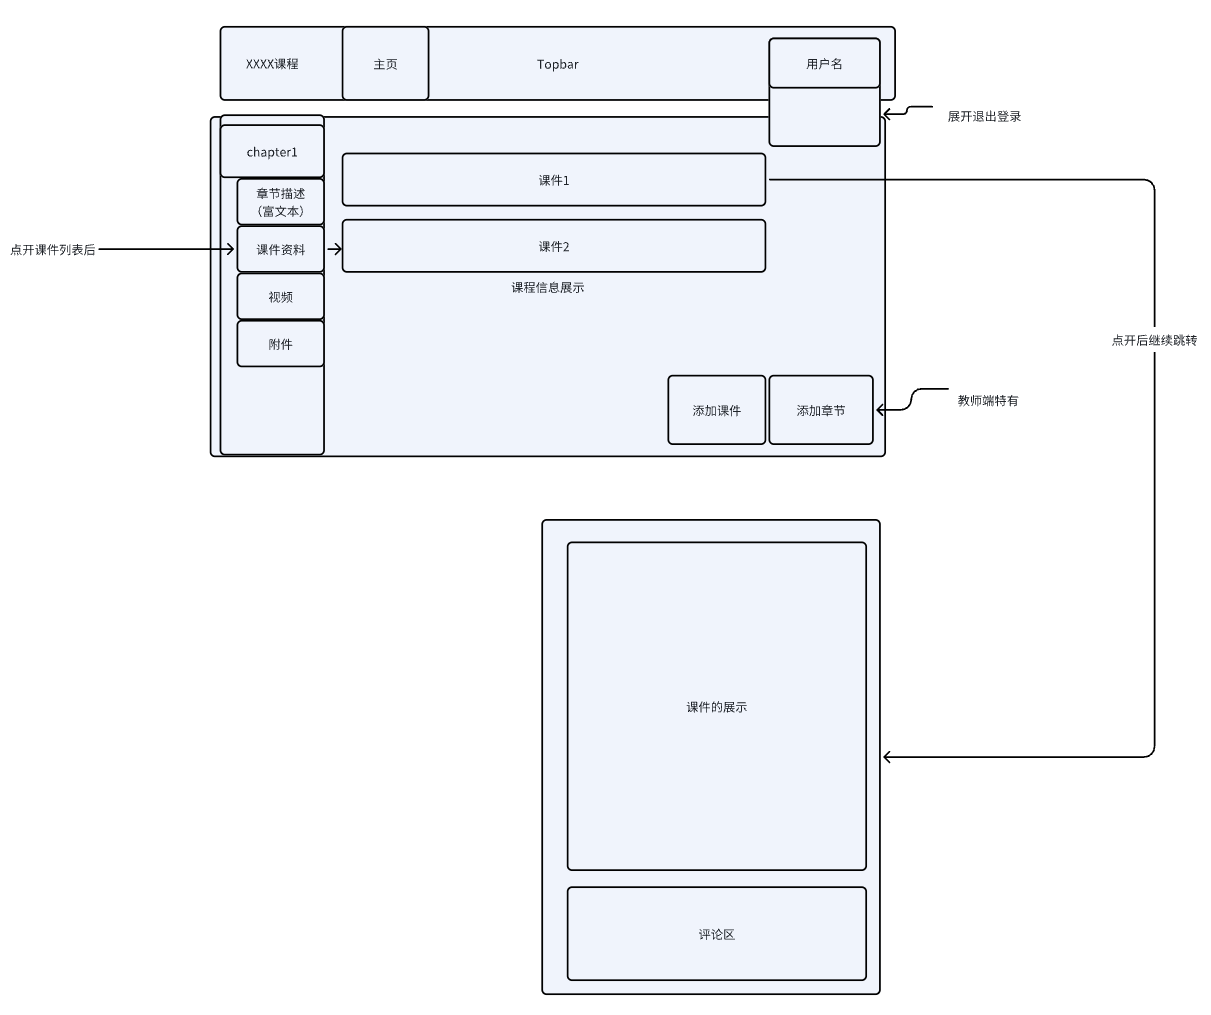 XXXX课程
主页
Topbar
用户名
展开退出登录
chapter1
章节描述
（富文本）
课件资料
视频
附件
点开课件列表后
课件1
课件2
课程信息展示
添加课件
添加章节
教师端特有
点开后继续跳转
课件的展示
评论区